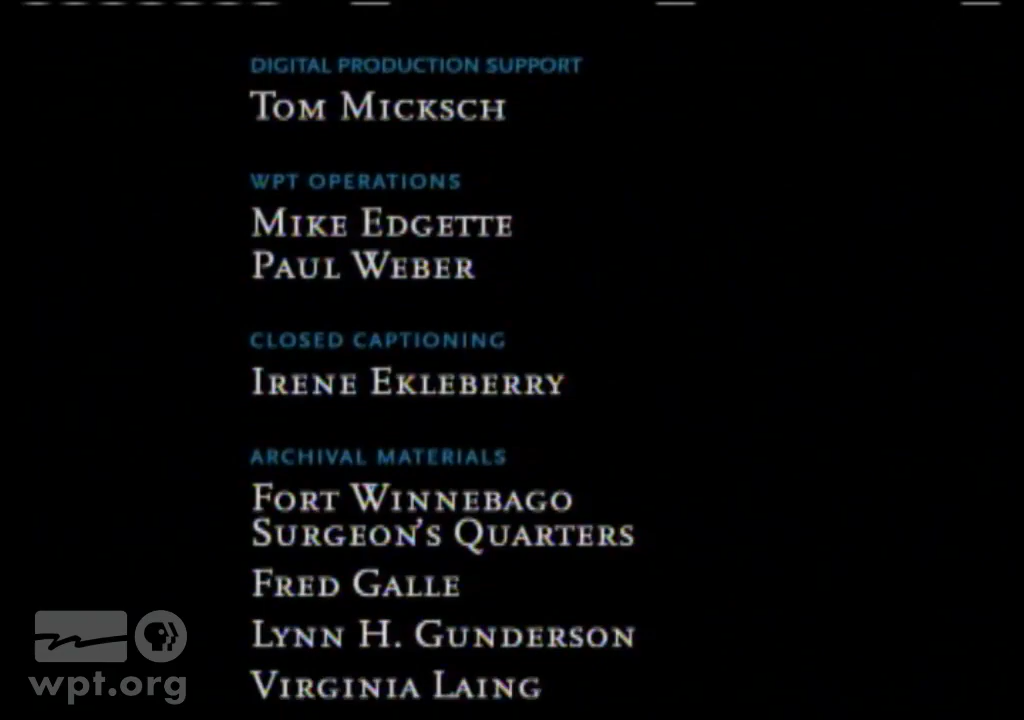 DIGITAL PRODUCTION SUPPORT
TOM MICKSCH
WPT OPERATIONS
MIKE EDGETTE
PAUL WEBER
CLOSED CAPTIONING
IRENE EKLEBERRY
ARCHIVAL MATERIALS
FORT WINNEBAGO
SURGEON'S QUARTERS
FRED GALLE
LYNN H. GUNDERSON
VIRGINIA LAING
wpt.org